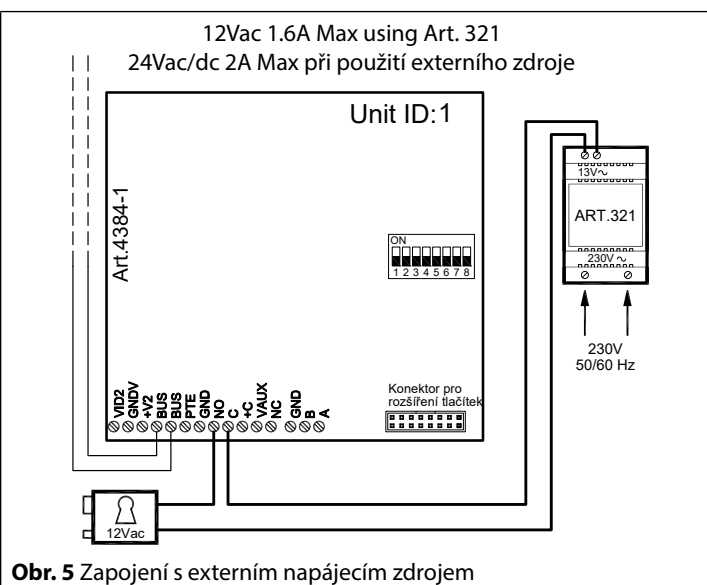 12Vac 1.6A Max using Art. 321
24Vac/dc 2A Max při použití externího zdroje
Unit ID:1
Art.4384-1
ON
1 2 3 4 5 6 7 8
13V~
ART.321
230V ~
230V
50/60 Hz
Konektor pro
rozšíření tlačítek
VID2
GNDV
+V2
BUS
BUS
PTE
GND
NO
C
+C
VAUX
NC
GND
B
A
12Vac
Obr. 5 Zapojení s externím napájecím zdrojem